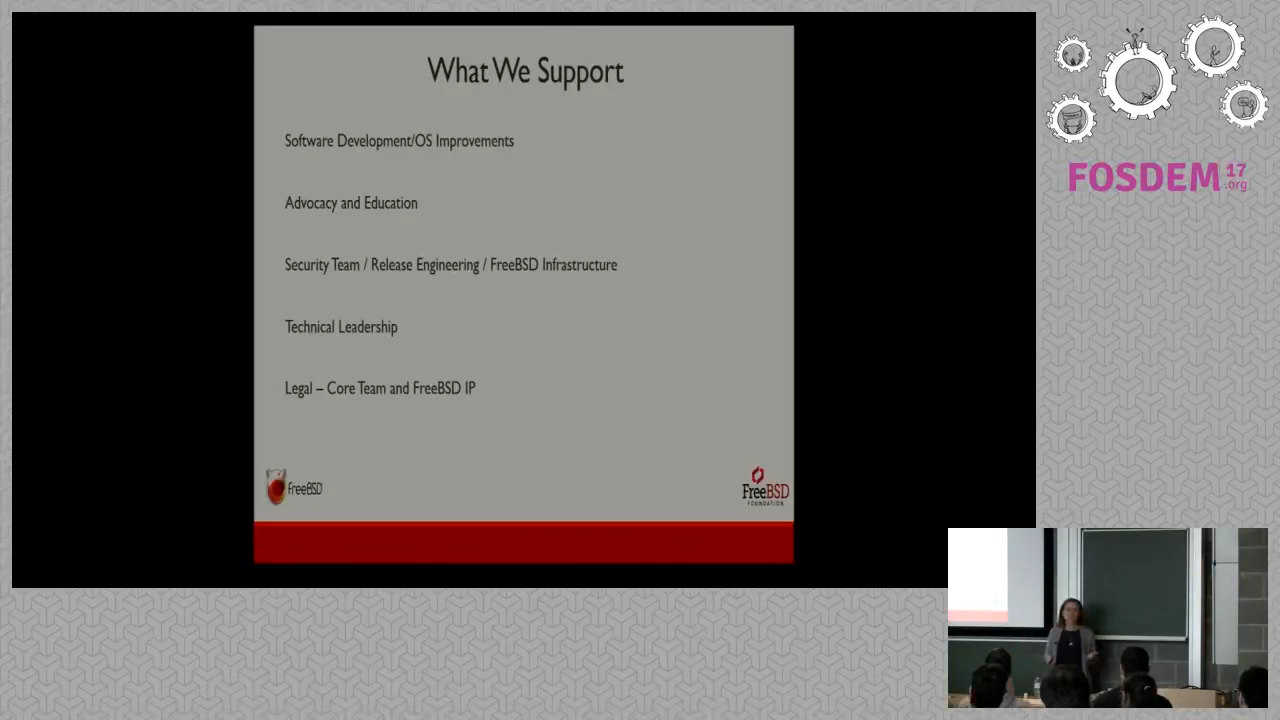 What We Support
Software Development/OS Improvements
Advocacy and Education
Security Team / Release Engineering / FreeBSD Infrastructure
Technical Leadership
Legal – Core Team and FreeBSD IP
FreeBSD
FreeBSD
FOUNDATION
FOSDEM 17
.org